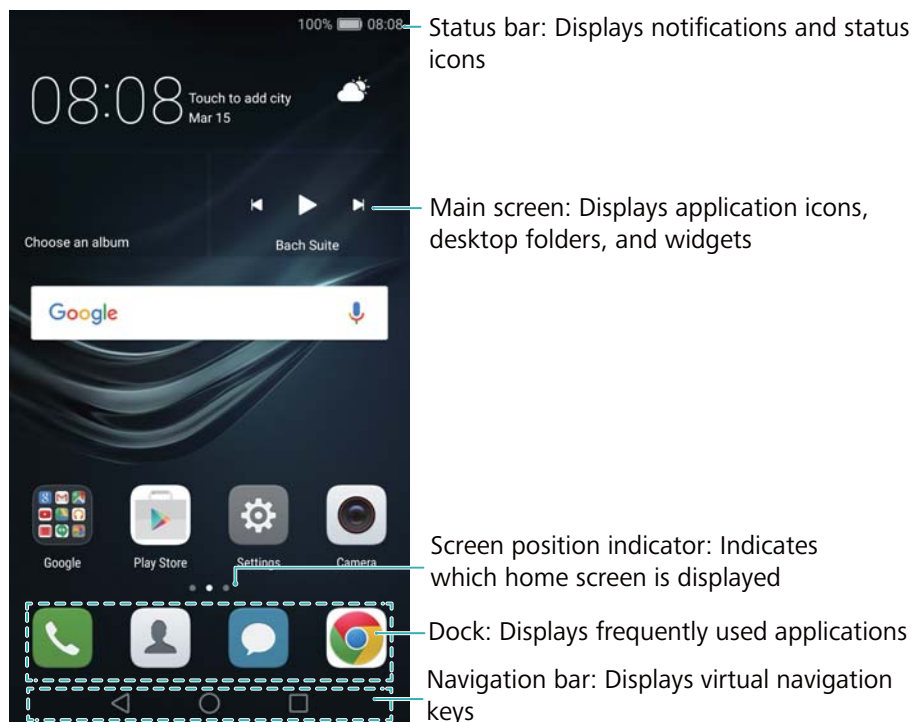 100% 08:08
Status bar: Displays notifications and status
icons
08:08
Touch to add city
Mar 15
Main screen: Displays application icons,
desktop folders, and widgets
Choose an album
Bach Suite
Google
Google
Play Store
Settings
Camera
Screen position indicator: Indicates
which home screen is displayed
Dock: Displays frequently used applications
Navigation bar: Displays virtual navigation
keys